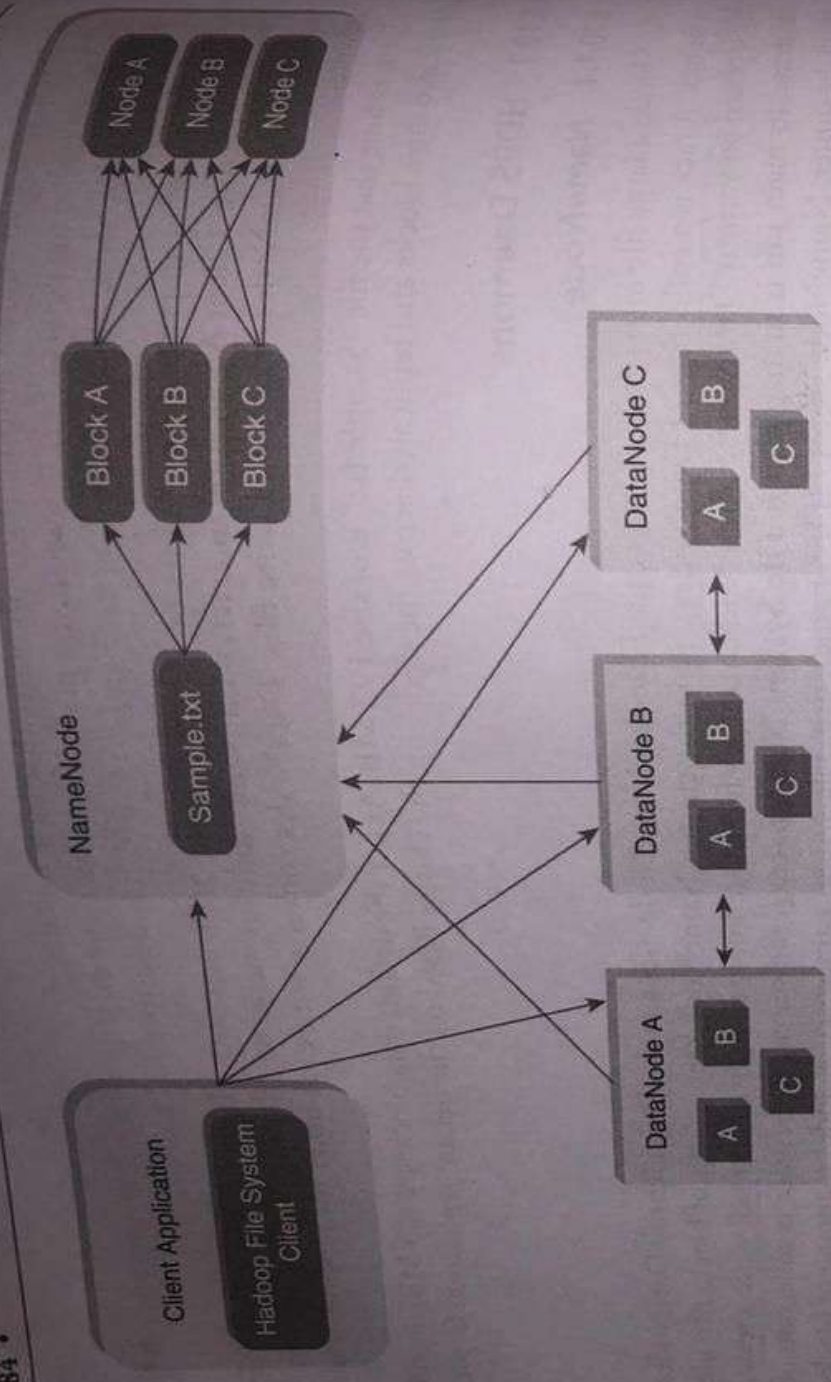 84 •
Client Application
Hadoop File System
Client
NameNode
Sample.txt
Block A
Block B
Block C
Node A
Node B
Node C
DataNode A
A
B
C
DataNode B
A
B
C
DataNode C
A
B
C